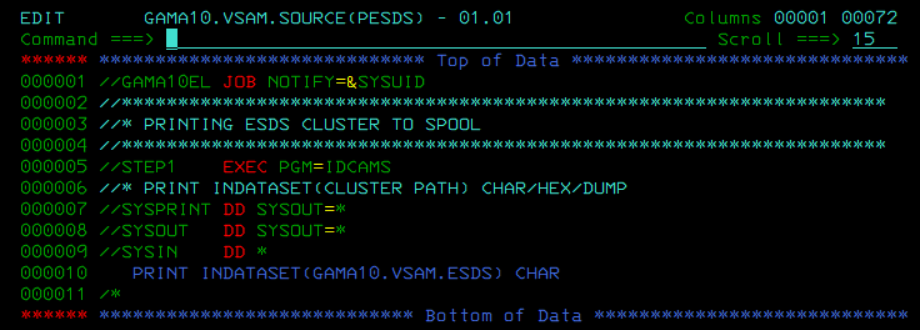 EDIT       GAMA10.VSAM.SOURCE(PESDS) - 01.01               Columns 00001 00072
Command ===>                                                  Scroll ===> 15
****** **************************** Top of Data ******************************
000001 //GAMA10EL JOB NOTIFY=&SYSUID
000002 //********************************************************************
000003 //* PRINTING ESDS CLUSTER TO SPOOL
000004 //********************************************************************
000005 //STEP1    EXEC PGM=IDCAMS
000006 //* PRINT INDATASET(CLUSTER PATH) CHAR/HEX/DUMP
000007 //SYSPRINT DD SYSOUT=*
000008 //SYSOUT   DD SYSOUT=*
000009 //SYSIN    DD *
000010    PRINT INDATASET(GAMA10.VSAM.ESDS) CHAR
000011 /*
****** *************************** Bottom of Data ****************************